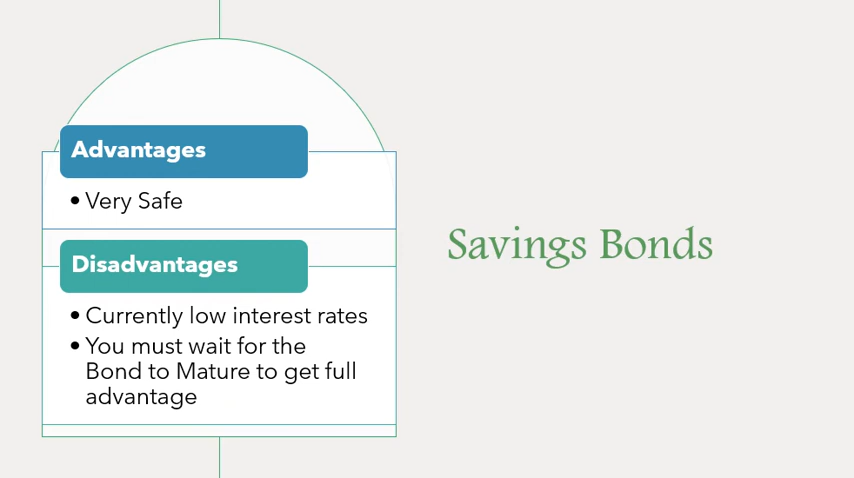 Advantages
• Very Safe
Disadvantages
• Currently low interest rates
• You must wait for the
Bond to Mature to get full
advantage
Savings Bonds